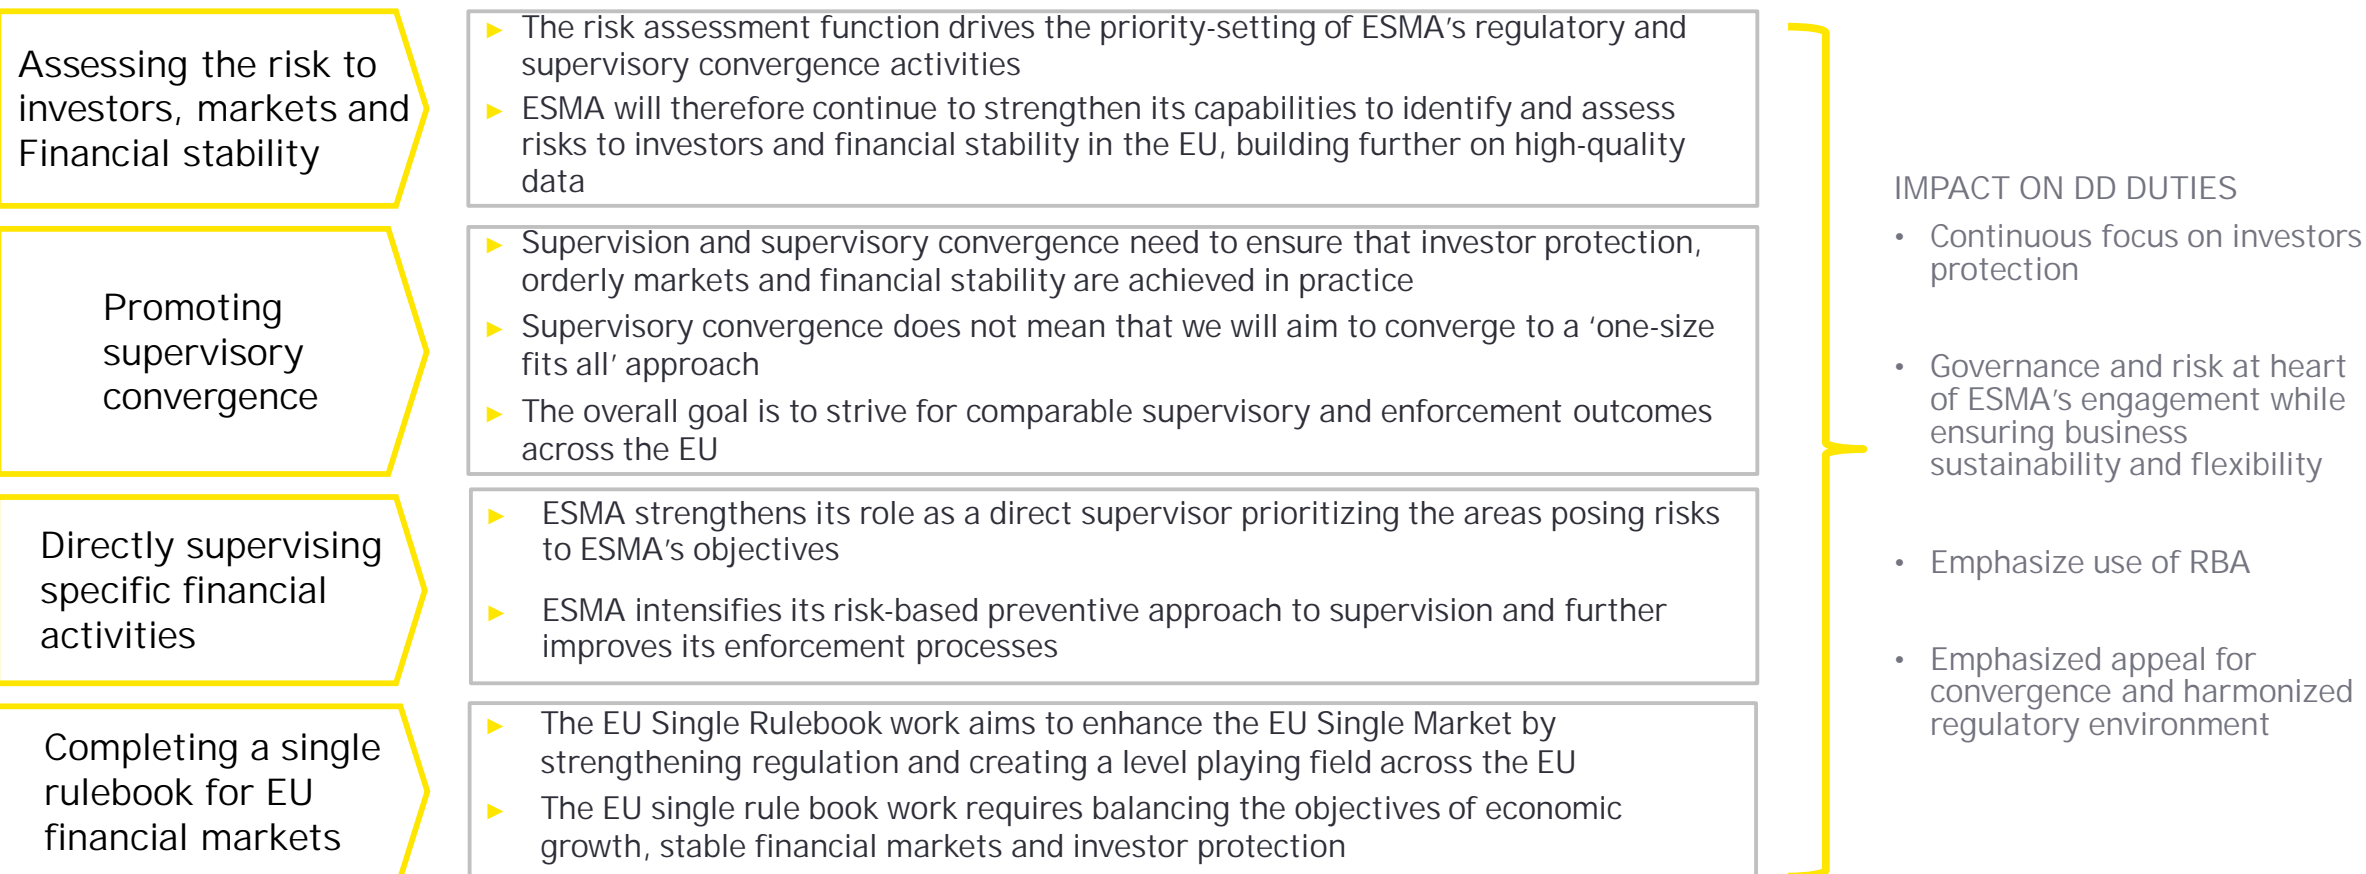 Assessing the risk to
investors, markets and
Financial stability
► The risk assessment function drives the priority-setting of ESMA's regulatory and
supervisory convergence activities
► ESMA will therefore continue to strengthen its capabilities to identify and assess
risks to investors and financial stability in the EU, building further on high-quality
data
Promoting
supervisory
convergence
► Supervision and supervisory convergence need to ensure that investor protection,
orderly markets and financial stability are achieved in practice
► Supervisory convergence does not mean that we will aim to converge to a ‘one-size
fits all’ approach
► The overall goal is to strive for comparable supervisory and enforcement outcomes
across the EU
Directly supervising
specific financial
activities
► ESMA strengthens its role as a direct supervisor prioritizing the areas posing risks
to ESMA's objectives
► ESMA intensifies its risk-based preventive approach to supervision and further
improves its enforcement processes
Completing a single
rulebook for EU
financial markets
► The EU Single Rulebook work aims to enhance the EU Single Market by
strengthening regulation and creating a level playing field across the EU
► The EU single rule book work requires balancing the objectives of economic
growth, stable financial markets and investor protection
IMPACT ON DD DUTIES
• Continuous focus on investors
protection
• Governance and risk at heart
of ESMA's engagement while
ensuring business
sustainability and flexibility
• Emphasize use of RBA
• Emphasized appeal for
convergence and harmonized
regulatory environment